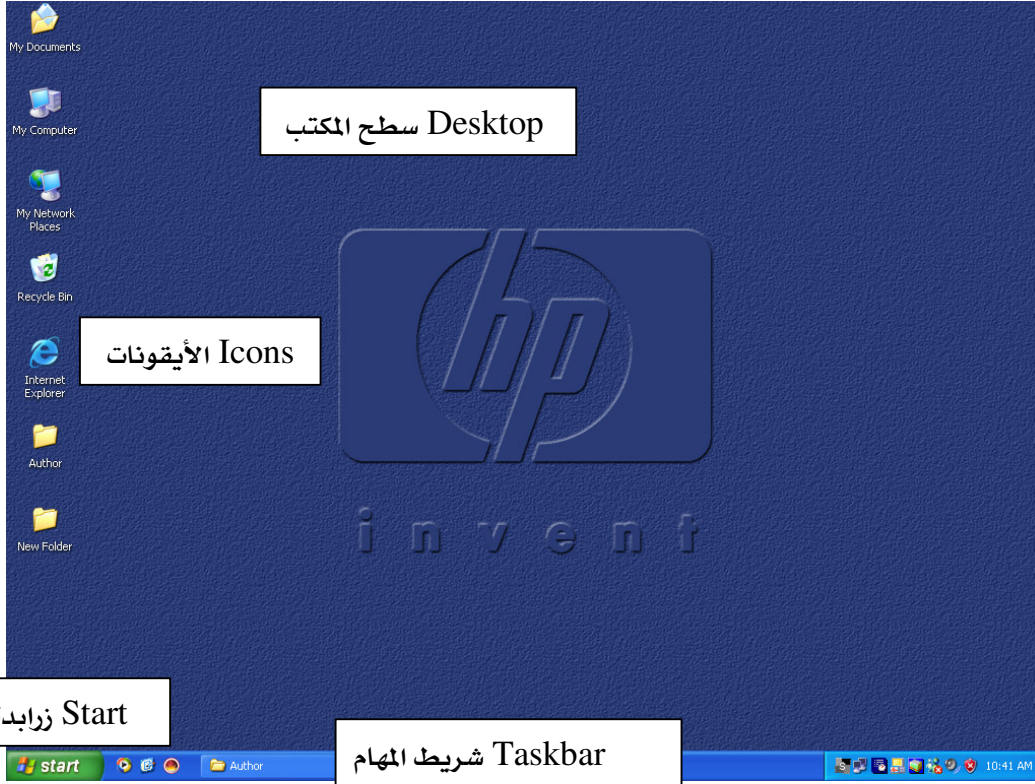 My Documents
سطح المكتب Desktop
My Computer
My Network
Places
Recycle Bin
hp
الأيقونات Icons
Internet
Explorer
Author
invent
New Folder
Start
شريط المهام Taskbar
start
Author
10:41 AM